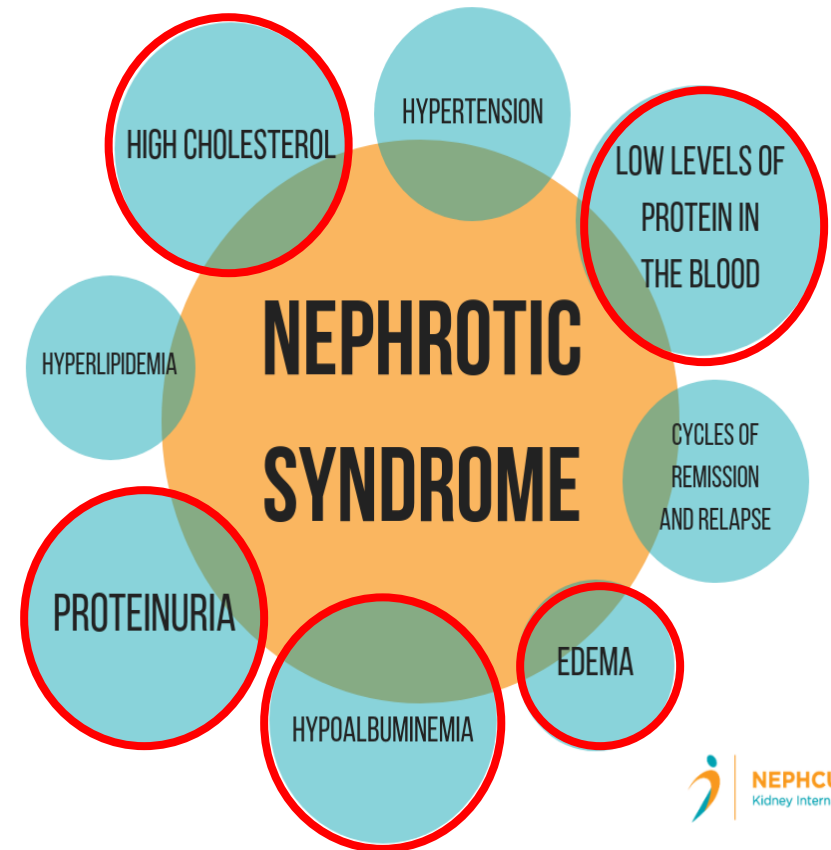 HYPERTENSION
HIGH CHOLESTEROL
LOW LEVELS OF
PROTEIN IN
THE BLOOD
NEPHROTIC
SYNDROME
HYPERLIPIDEMIA
CYCLES OF
REMISSION
AND RELAPSE
PROTEINURIA
EDEMA
HYPOALBUMINEMIA
Kidney